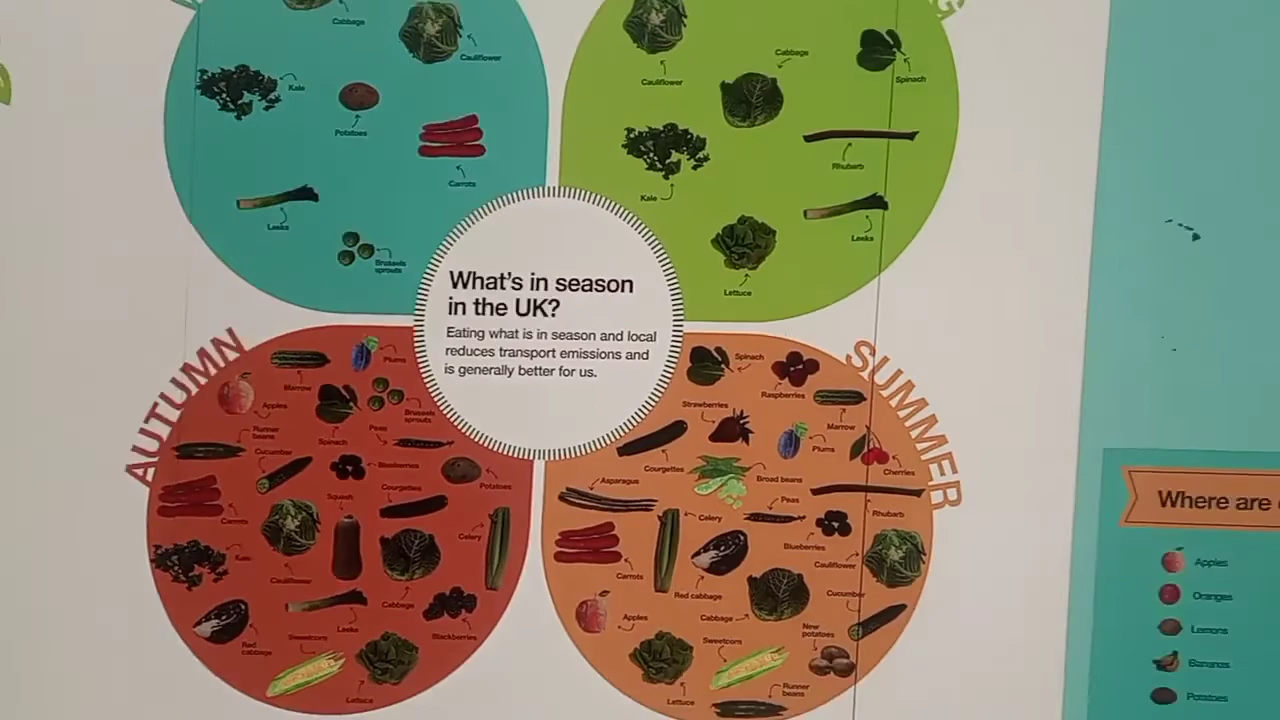 Cabbage
Cauliflower
Kale
Potatoes
Carrots
Leeks
Brussels
sprouts
Cauliflower
Cabbage
Spinach
Kale
Rhubarb
Leeks
Lettuce
What's in season
in the UK?
Eating what is in season and local
reduces transport emissions and
is generally better for us.
AUTUMN
Marrow
Plums
Apples
Spinach
Brussels
sprouts
Runner
beans
Peas
Cucumber
Blueberries
Potatoes
Squash
Courgettes
Carrots
Celery
Kale
Cauliflower
Cabbage
Leeks
Blackberries
Red
cabbage
Sweetcorn
Lettuce
SUMMER
Spinach
Raspberries
Strawberries
Marrow
Plums
Courgettes
Cherries
Broad beans
Asparagus
Peas
Rhubarb
Celery
Blueberries
Cauliflower
Carrots
Red cabbage
Cucumber
Cabbage
Apples
New
potatoes
Sweetcorn
Runner
beans
Lettuce
Where are
Apples
Oranges
Lemons
Bananas
Potatoes